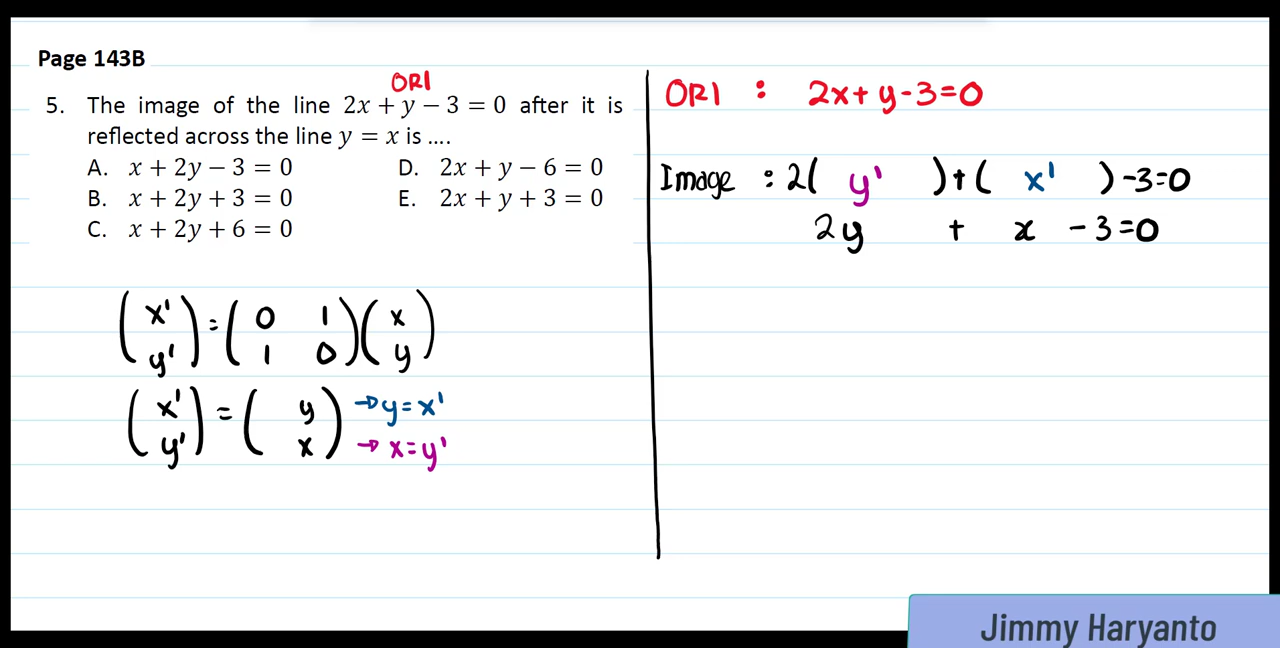 Page 143B
ORI
5. The image of the line 2x + y − 3 = 0 after it is
reflected across the line y = x is ....
A. x + 2y − 3 = 0 D. 2x + y − 6 = 0
B. x + 2y + 3 = 0 E. 2x + y + 3 = 0
C. x + 2y + 6 = 0
(x') = (0 1)(x)
(y') (1 0)(y)
(x') = ( y) → y = x'
(y') ( x) → x = y'
ORI : 2x + y - 3 = 0
Image : 2( y' ) + ( x' ) - 3 = 0
2y + x - 3 = 0
Jimmy Haryanto